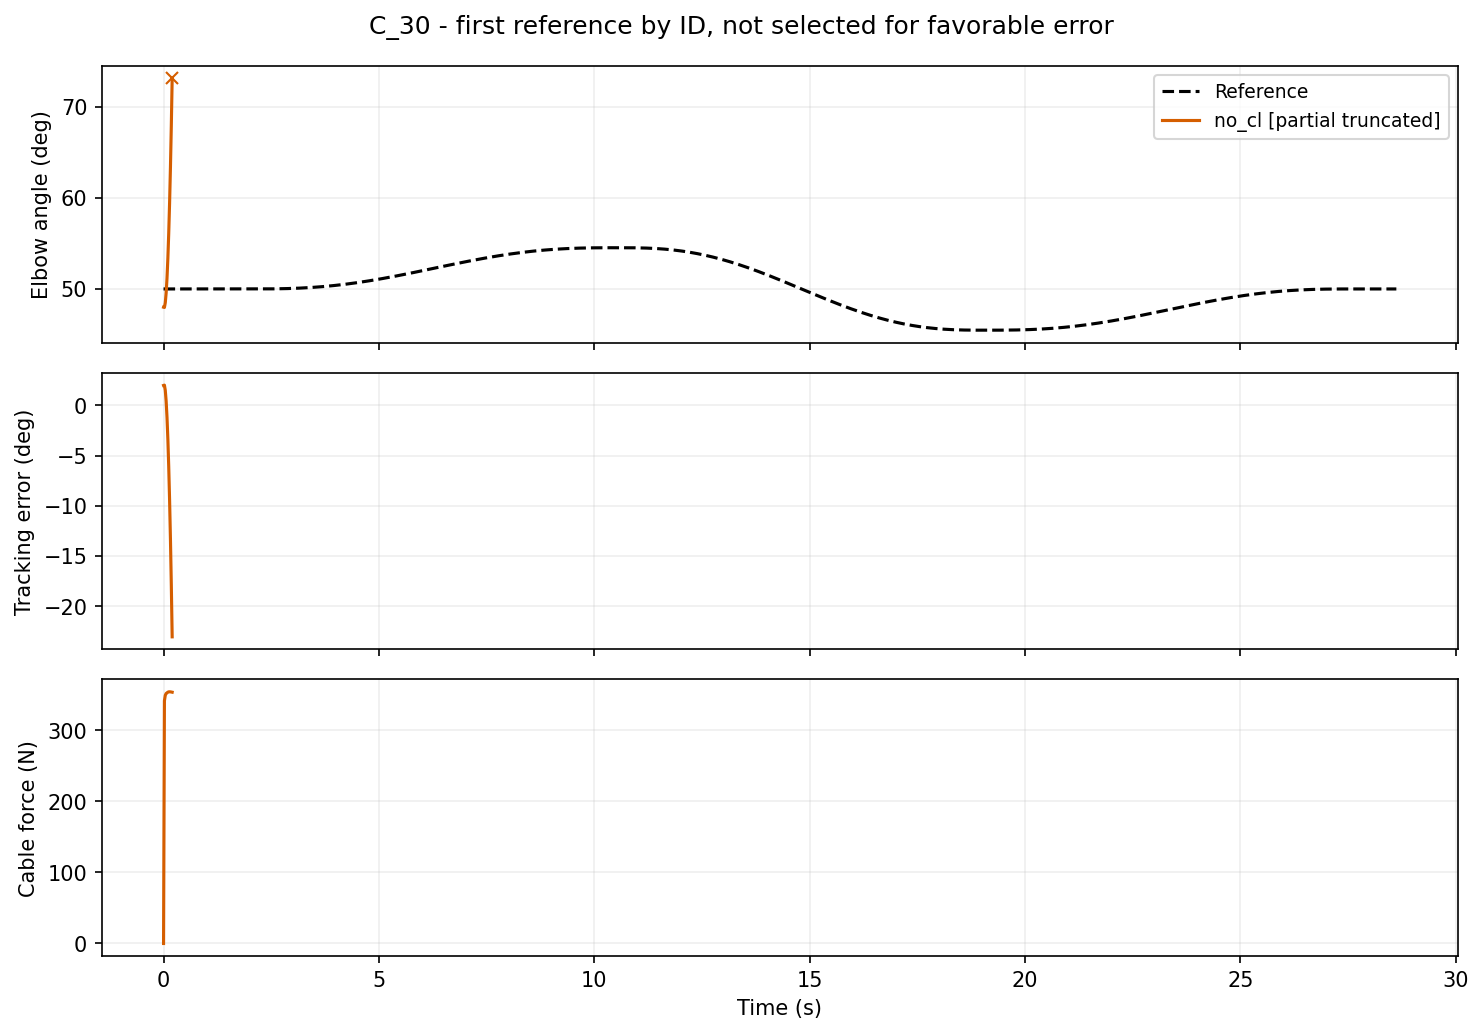 C_30 - first reference by ID, not selected for favorable error
Elbow angle (deg)
70
60
50
Reference
no_cl [partial truncated]
Tracking error (deg)
0
−5
−10
−15
−20
Cable force (N)
300
200
100
0
0 5 10 15 20 25 30
Time (s)